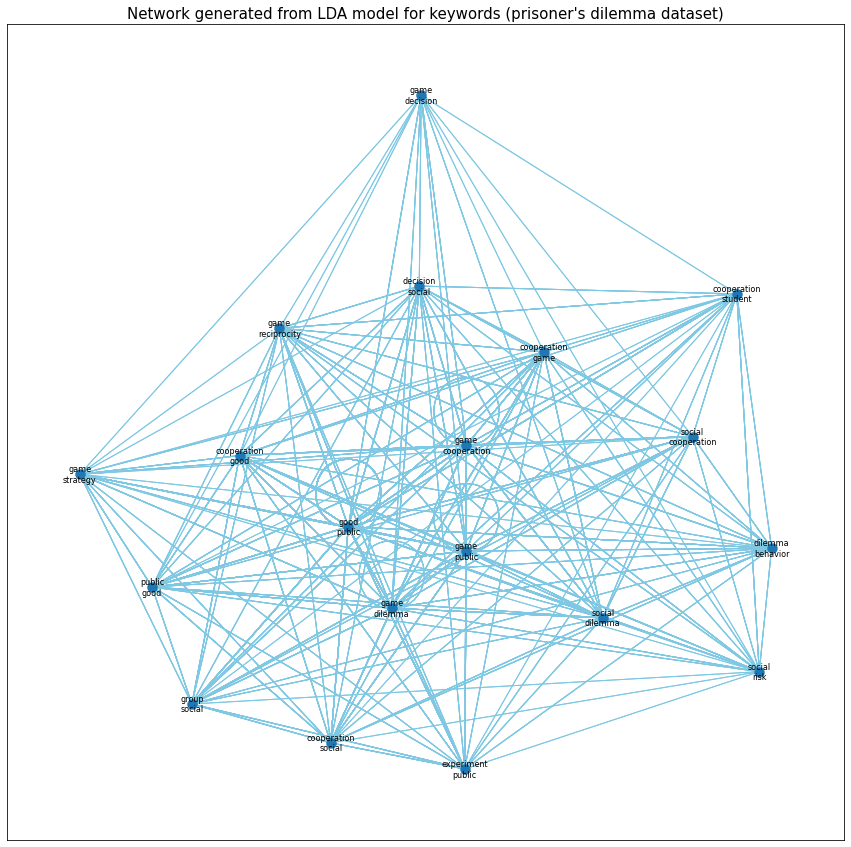 Network generated from LDA model for keywords (prisoner's dilemma dataset)
game
decision
decision
social
cooperation
student
game
reciprocity
cooperation
game
social
cooperation
game
cooperation
cooperation
good
game
strategy
good
public
game
public
dilemma
behavior
public
good
game
dilemma
social
dilemma
social
risk
group
social
cooperation
social
experiment
public